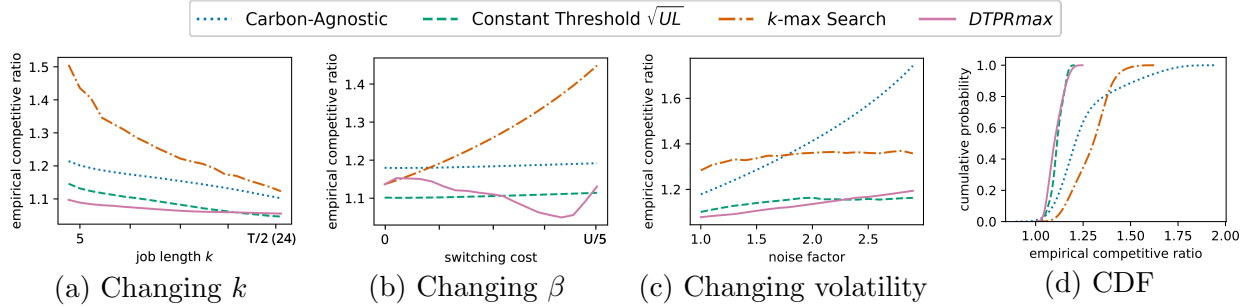 Carbon-Agnostic
Constant Threshold √UL
k-max Search
DTPRmax
empirical competitive ratio
1.5
1.4
1.3
1.2
1.1
5
T/2 (24)
job length k
(a) Changing k
empirical competitive ratio
1.4
1.3
1.2
1.1
0
U/5
switching cost
(b) Changing β
empirical competitive ratio
1.6
1.4
1.2
1.0
1.5
2.0
2.5
noise factor
(c) Changing volatility
cumulative probability
1.0
0.8
0.6
0.4
0.2
0.0
1.00
1.25
1.50
1.75
2.00
empirical competitive ratio
(d) CDF